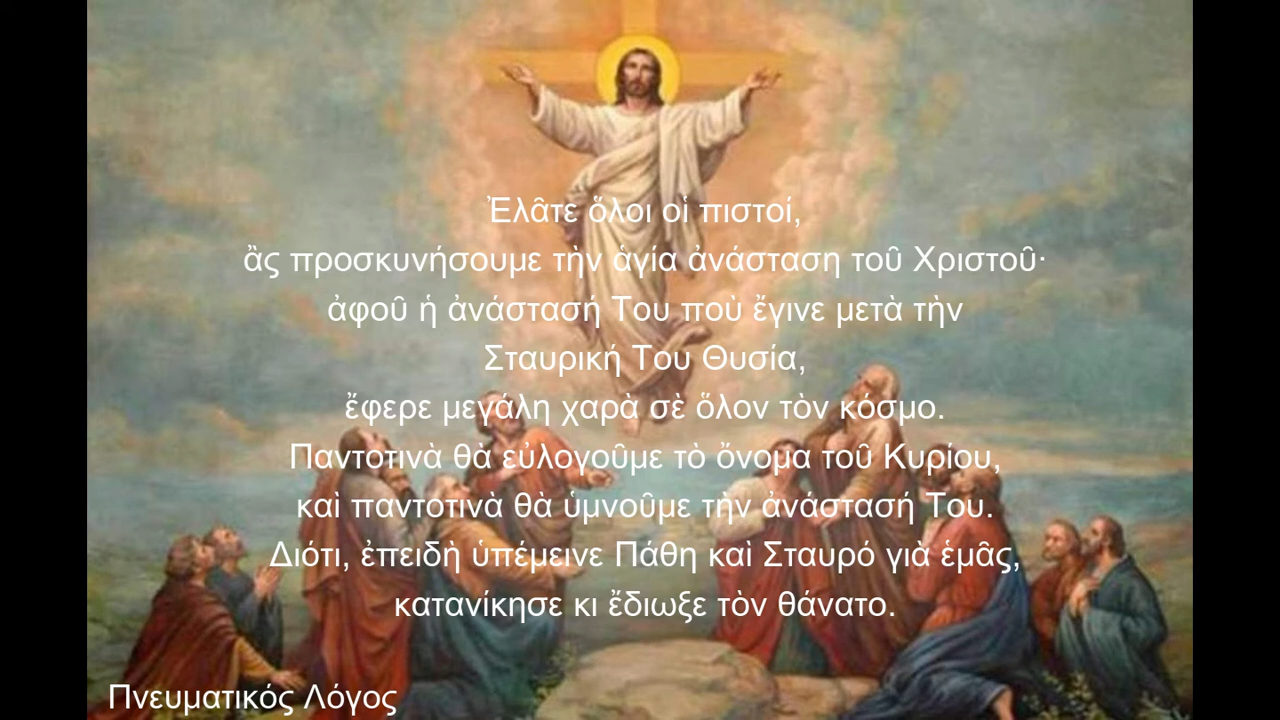 Ἐλᾶτε ὅλοι οἱ πιστοί,
ἂς προσκυνήσουμε τὴν ἁγία ἀνάσταση τοῦ Χριστοῦ·
ἀφοῦ ἡ ἀνάστασή Του ποὺ ἔγινε μετὰ τὴν
Σταυρική Του Θυσία,
ἔφερε μεγάλη χαρὰ σὲ ὅλον τὸν κόσμο.
Παντοτινὰ θὰ εὐλογοῦμε τὸ ὄνομα τοῦ Κυρίου,
καὶ παντοτινὰ θὰ ὑμνοῦμε τὴν ἀνάστασή Του.
Διότι, ἐπειδὴ ὑπέμεινε Πάθη καὶ Σταυρό γιὰ ἐμᾶς,
κατανίκησε κι ἔδιωξε τὸν θάνατο.
Πνευματικός Λόγος